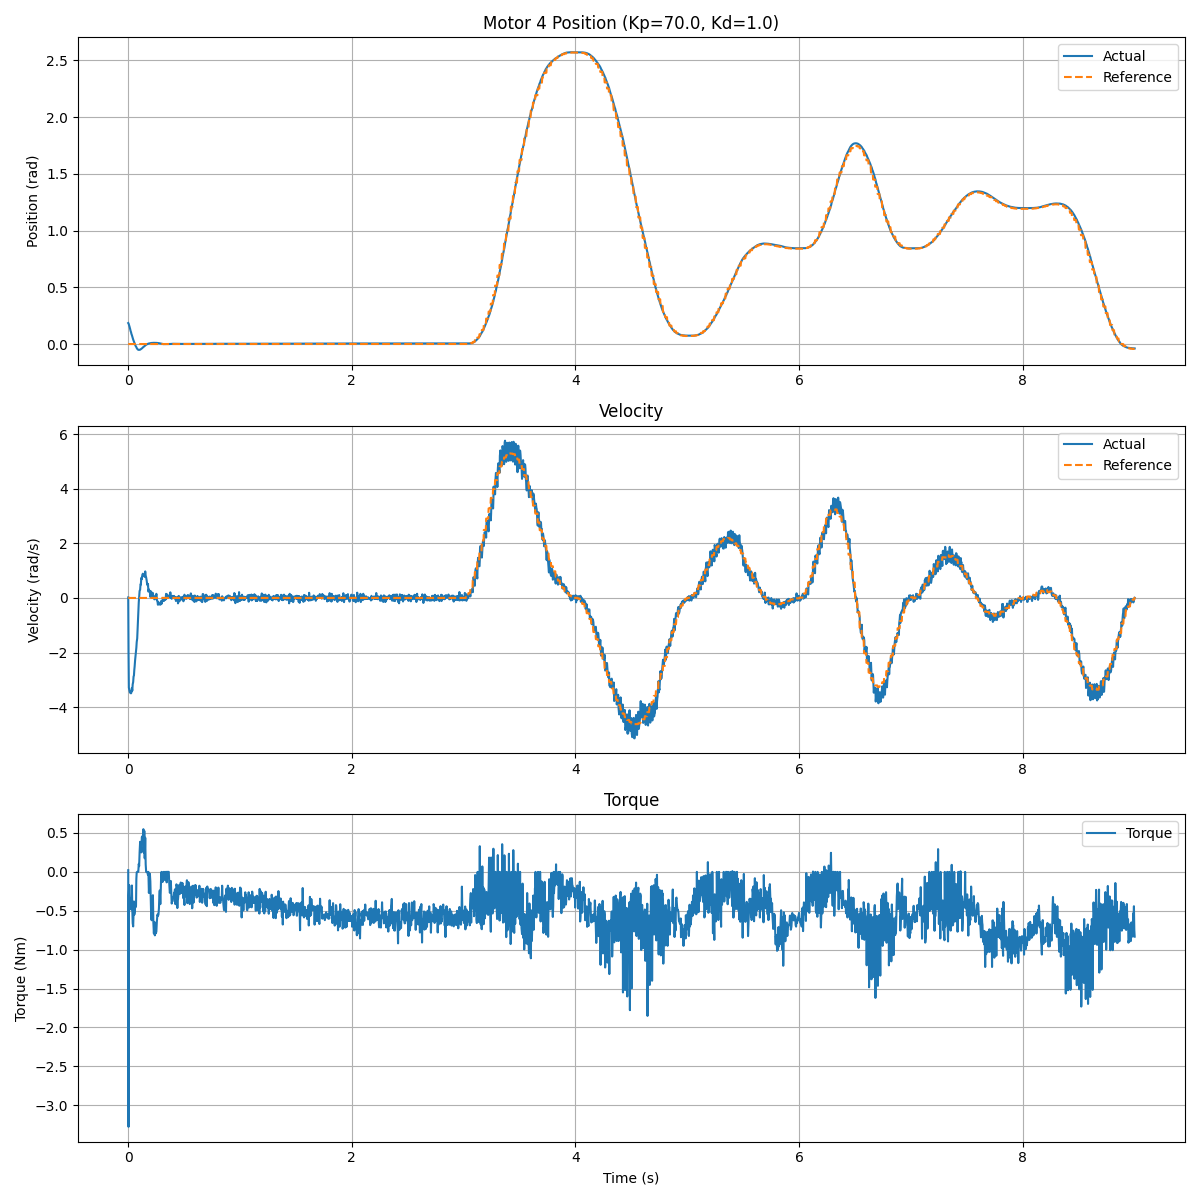 Motor 4 Position (Kp=70.0, Kd=1.0)
Position (rad)
2.5
2.0
1.5
1.0
0.5
0.0
0 2 4 6 8
Actual
Reference
Velocity
Velocity (rad/s)
6
4
2
0
−2
−4
0 2 4 6 8
Actual
Reference
Torque
Torque (Nm)
0.5
0.0
−0.5
−1.0
−1.5
−2.0
−2.5
−3.0
0 2 4 6 8
Torque
Time (s)